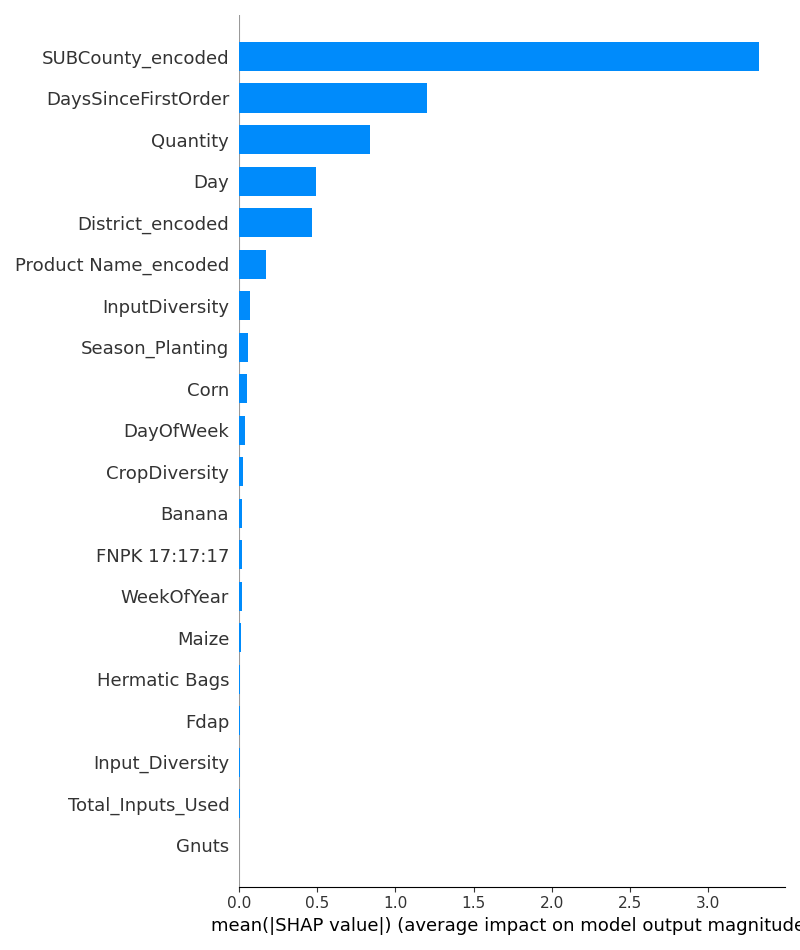 SUBCounty_encoded
DaysSinceFirstOrder
Quantity
Day
District_encoded
Product Name_encoded
InputDiversity
Season_Planting
Corn
DayOfWeek
CropDiversity
Banana
FNPK 17:17:17
WeekOfYear
Maize
Hermatic Bags
Fdap
Input_Diversity
Total_Inputs_Used
Gnuts
0.0 0.5 1.0 1.5 2.0 2.5 3.0
mean(|SHAP value|) (average impact on model output magnitude